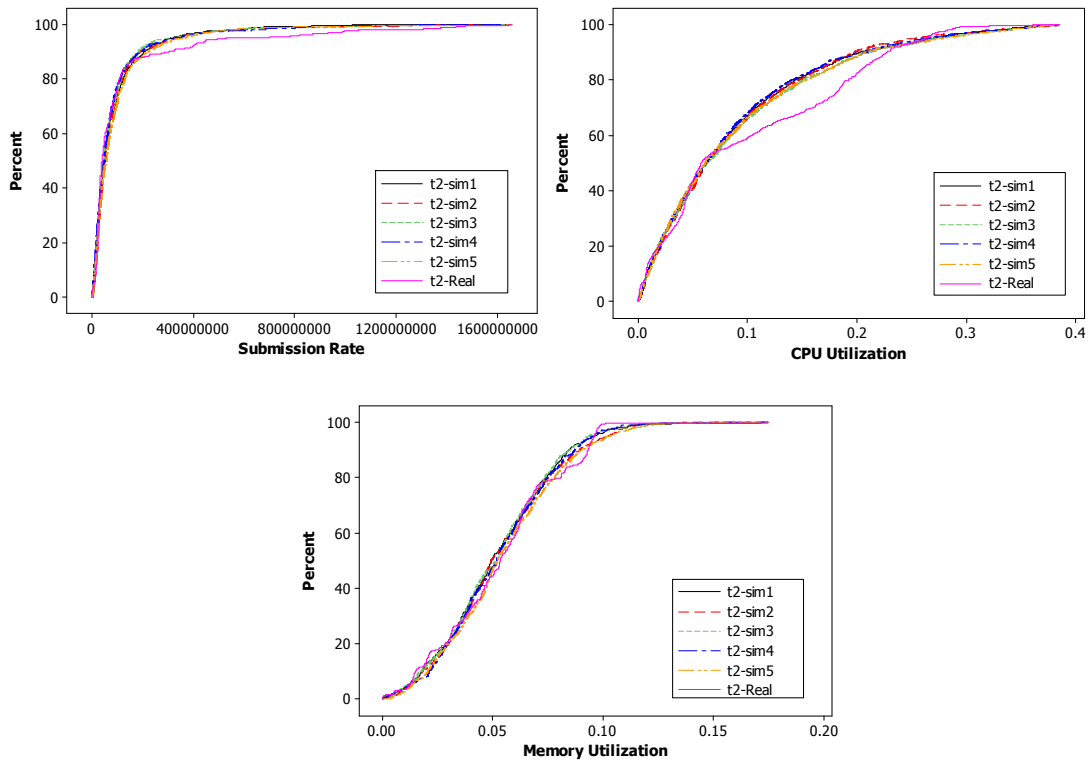 100
80
60
40
20
0
Percent
0
400000000
8000000000
1200000000
1600000000
Submission Rate
t2-sim1
t2-sim2
t2-sim3
t2-sim4
t2-sim5
t2-Real
100
80
60
40
20
0
Percent
0.0
0.1
0.2
0.3
0.4
CPU Utilization
t2-sim1
t2-sim2
t2-sim3
t2-sim4
t2-sim5
t2-Real
100
80
60
40
20
0
Percent
0.00
0.05
0.10
0.15
0.20
Memory Utilization
t2-sim1
t2-sim2
t2-sim3
t2-sim4
t2-sim5
t2-Real